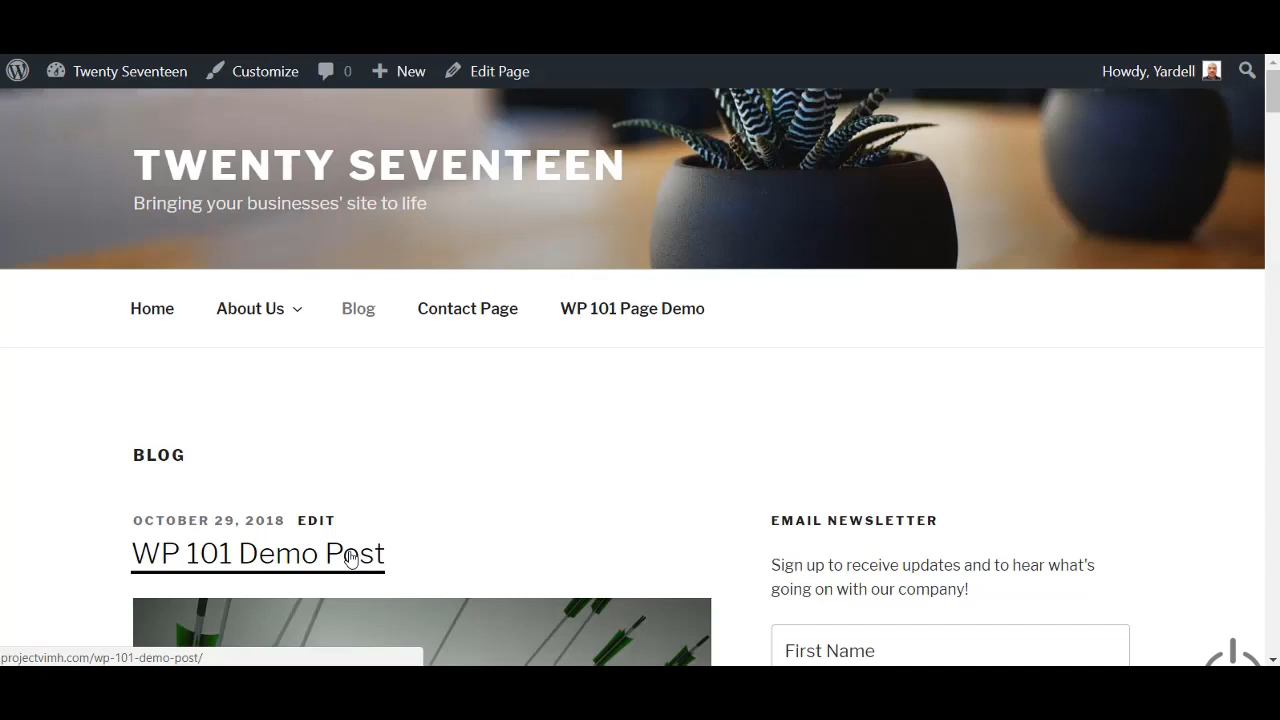 Twenty Seventeen Customize 0 New Edit Page Howdy, Yardell
TWENTY SEVENTEEN
Bringing your businesses' site to life
Home About Us Blog Contact Page WP 101 Page Demo
BLOG
OCTOBER 29, 2018 EDIT
WP 101 Demo Post
EMAIL NEWSLETTER
Sign up to receive updates and to hear what's
going on with our company!
First Name
projectvimh.com/wp-101-demo-post/